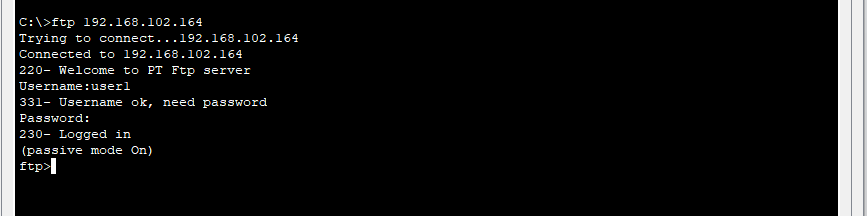 C:\>ftp 192.168.102.164
Trying to connect...192.168.102.164
Connected to 192.168.102.164
220- Welcome to PT Ftp server
Username:user1
331- Username ok, need password
Password:
230- Logged in
(passive mode On)
ftp>